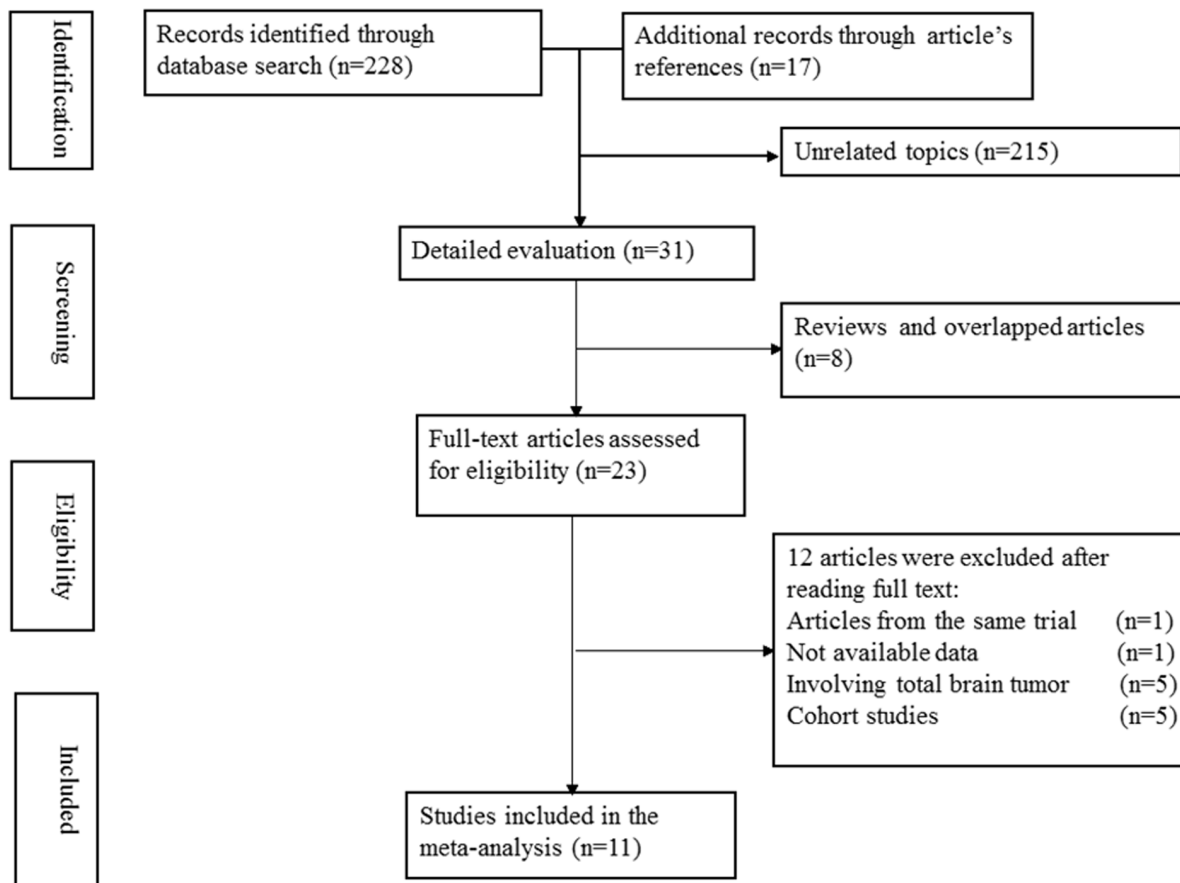 Identification
Records identified through
database search (n=228)
Additional records through article's
references (n=17)
Unrelated topics (n=215)
Screening
Detailed evaluation (n=31)
Reviews and overlapped articles
(n=8)
Full-text articles assessed
for eligibility (n=23)
Eligibility
12 articles were excluded after
reading full text:
Articles from the same trial (n=1)
Not available data (n=1)
Involving total brain tumor (n=5)
Cohort studies (n=5)
Included
Studies included in the
meta-analysis (n=11)